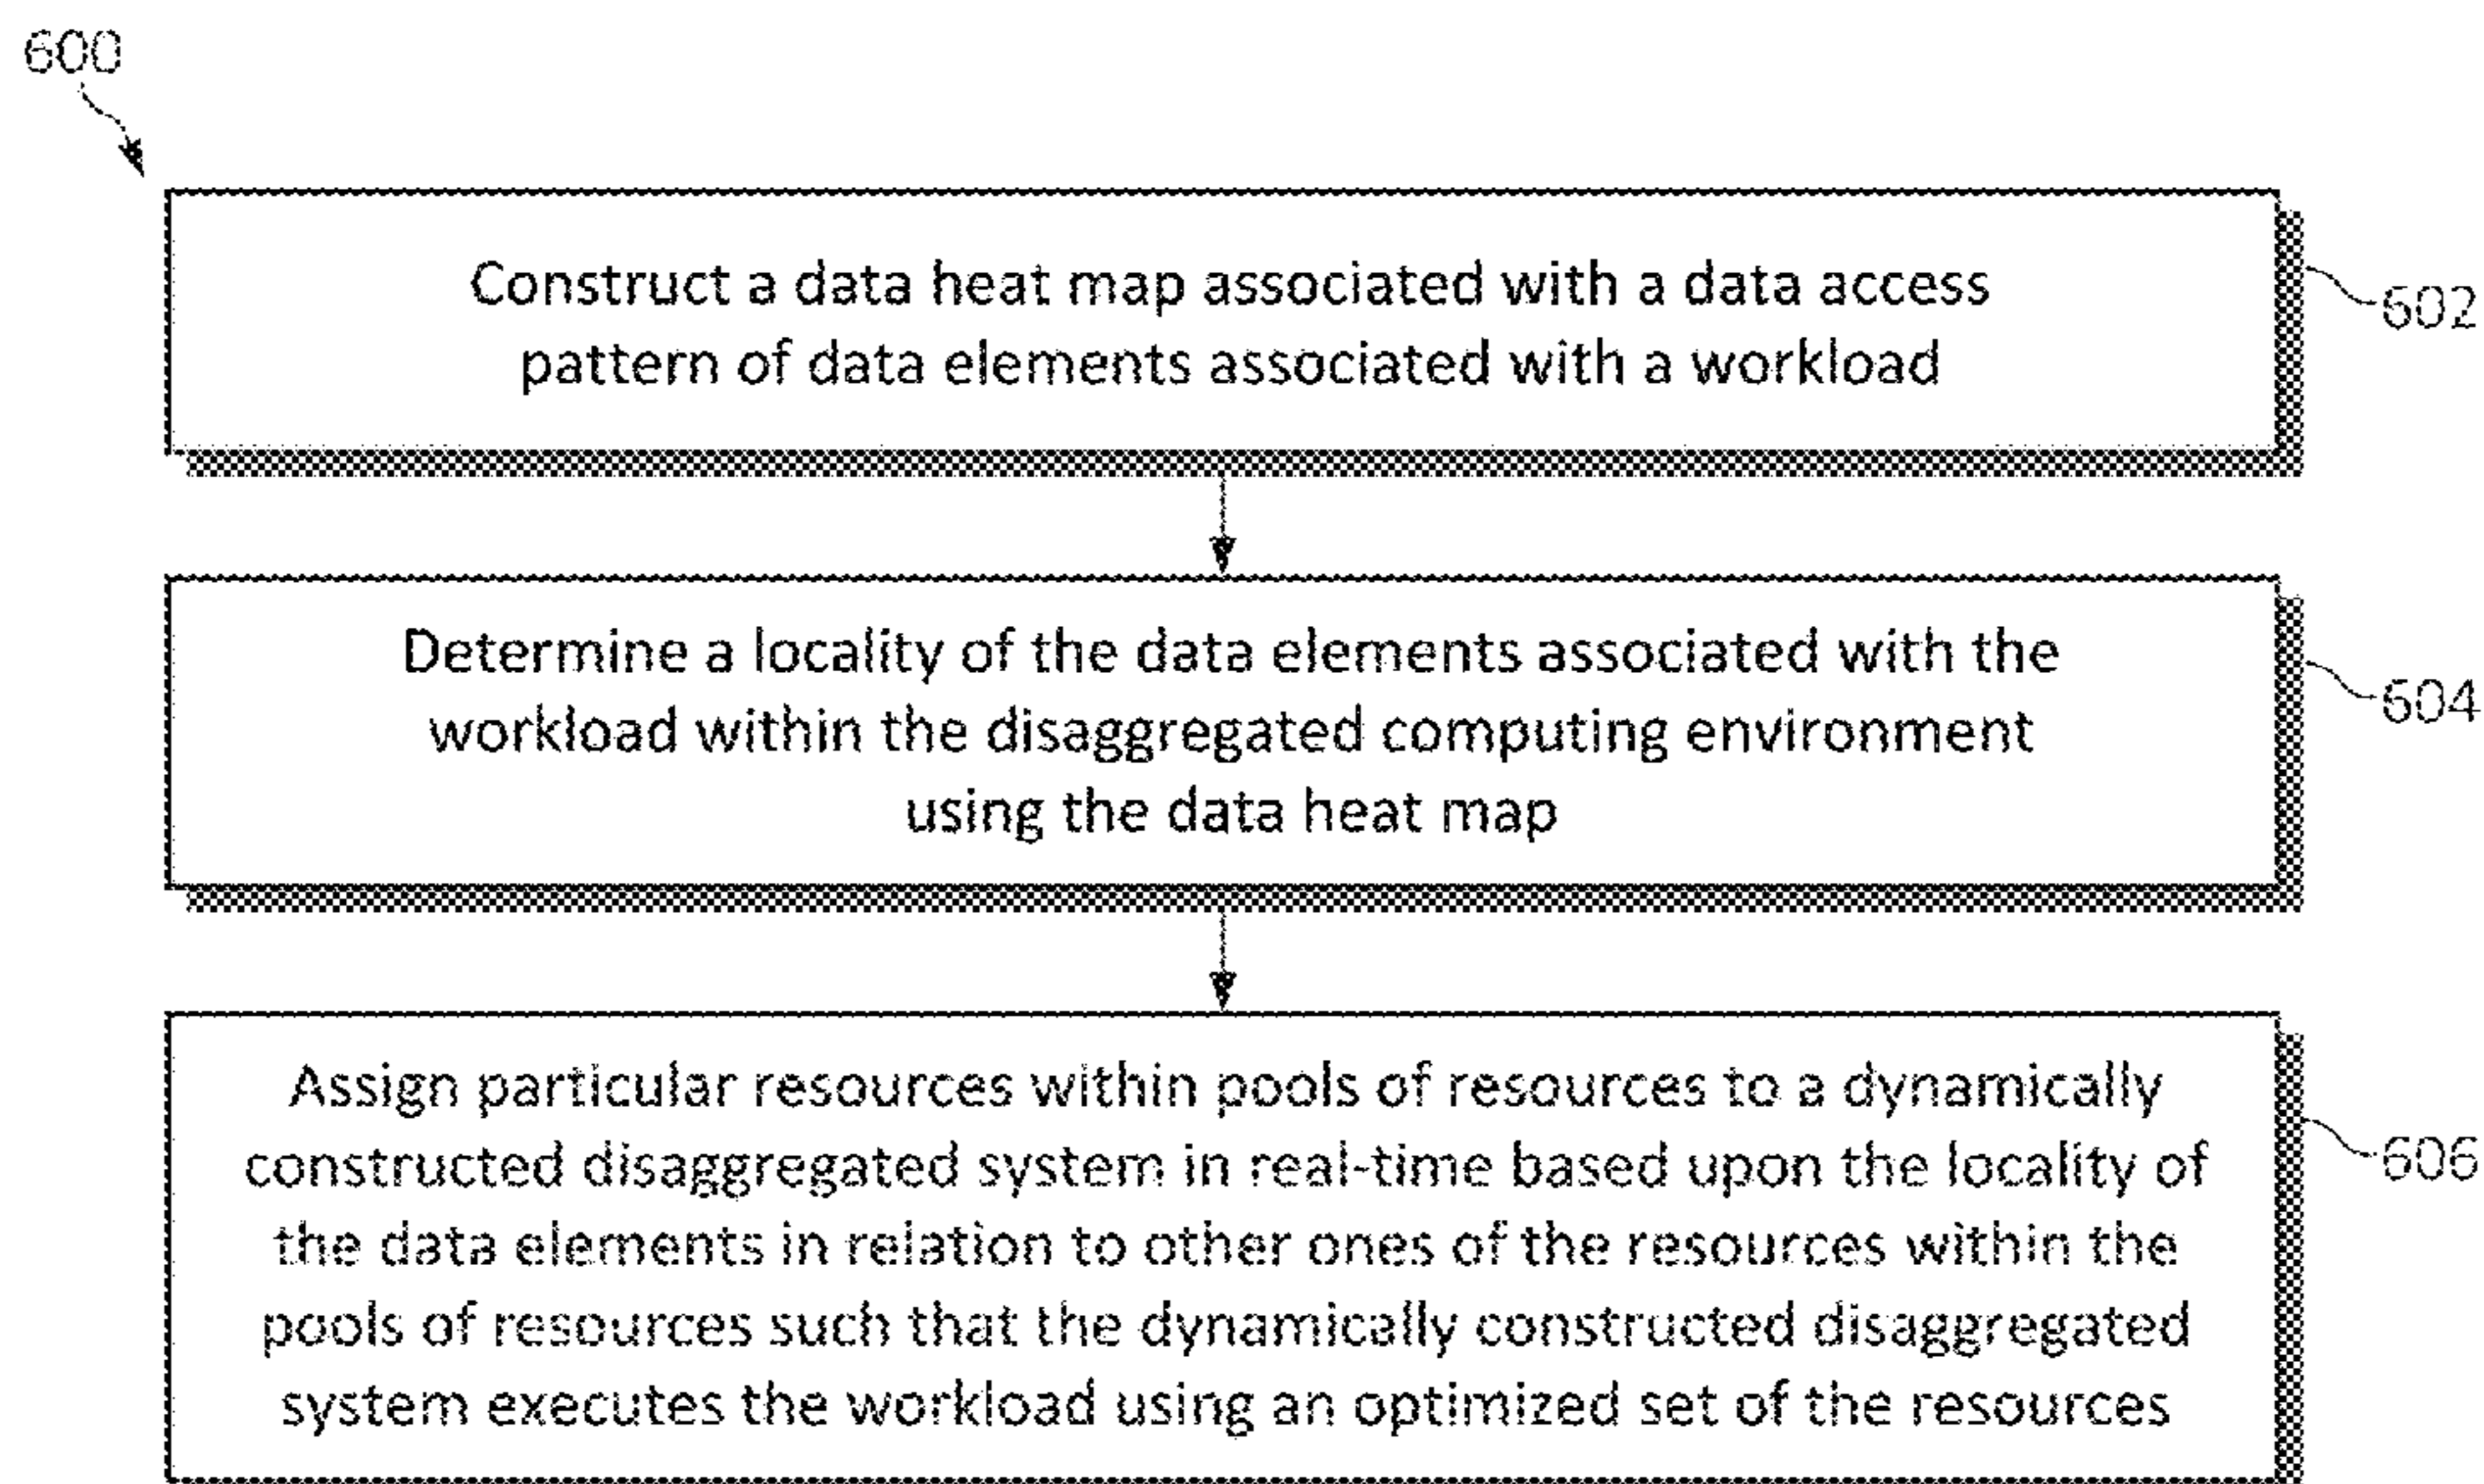 600
Construct a data heat map associated with a data access
pattern of data elements associated with a workload
602
Determine a locality of the data elements associated with the
workload within the disaggregated computing environment
using the data heat map
604
Assign particular resources within pools of resources to a dynamically
constructed disaggregated system in real-time based upon the locality of
the data elements in relation to other ones of the resources within the
pools of resources such that the dynamically constructed disaggregated
system executes the workload using an optimized set of the resources
606